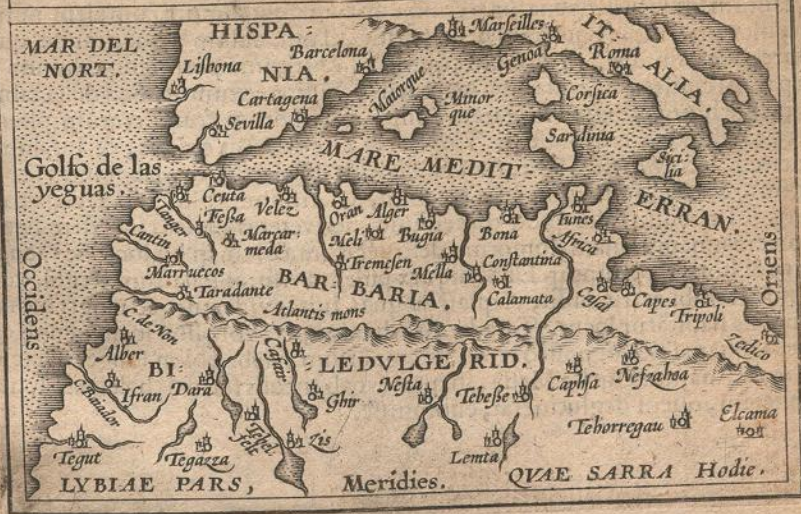 MAR DEL
NORT.
HISPA=
NIA.
Lisbona
Barcelona
Cartagena
Sevilla
Marseilles
Genoa
IT=
ALIA.
Roma
Corsica
Maiorque
Minor
que
Sardinia
Sici=
lia
MARE MEDIT=
ERRAN.
Golfo de las
yeguas.
Occidens
Oriens
Tanger
Ceuta
Feßa
Velez
Cantin
Marcar=
meda
Marruecos
Taradante
Oran
Alger
Meli
Bugia
Tremesen
Mella
Bona
Constantina
Calamata
Tunes
Africa
Casal
Capes
Tripoli
Zedico
BAR=BARIA.
Atlantis mons
C. de Non
Alber
BI=LEDVLGERID.
C. Baiador
Ifran
Dara
Cassair
Ghir
Nesta
Tebeße
Caphsa
Nefzahoa
Teborregau
Elcama
Tegut
Tegazza
Zis
Lemta
LYBIAE PARS,
Meridies.
QVAE SARRA Hodie.